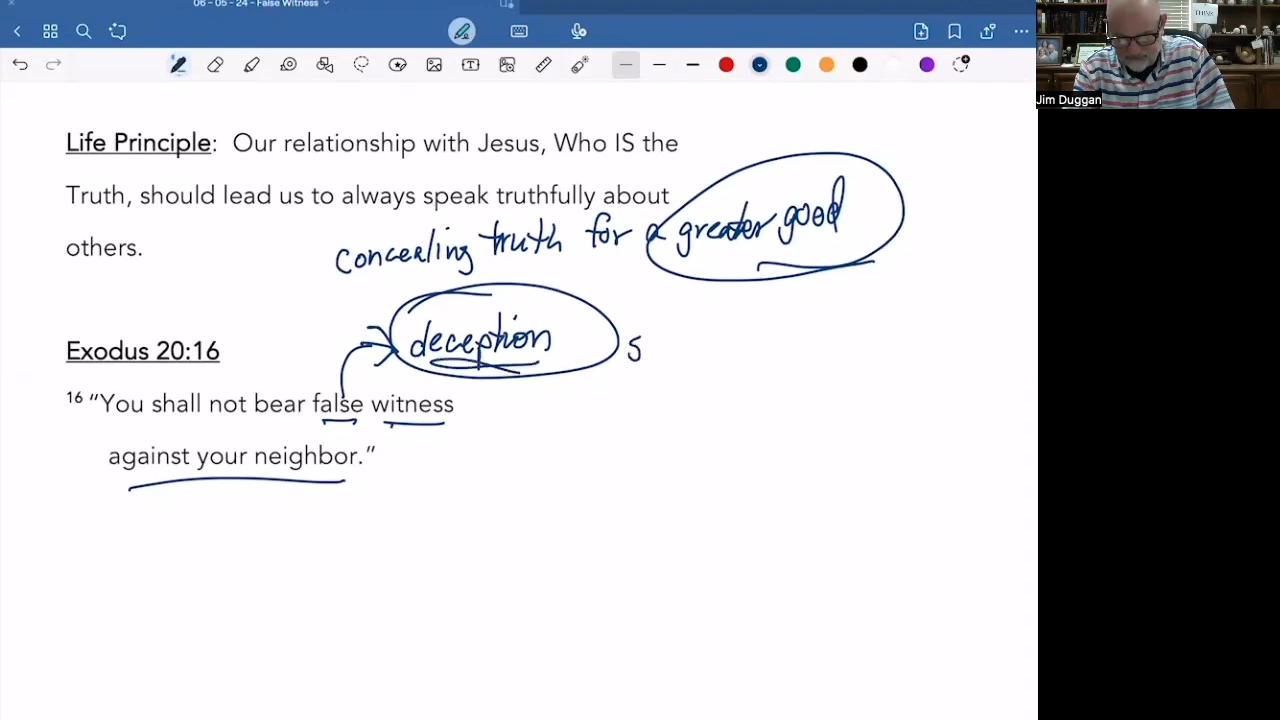 06 - 05 - 24 - False Witness
THINK
Jim Duggan
Life Principle: Our relationship with Jesus, Who IS the
Truth, should lead us to always speak truthfully about
others.
concealing truth for a greater good
deception s
Exodus 20:16
16 “You shall not bear false witness
against your neighbor.”